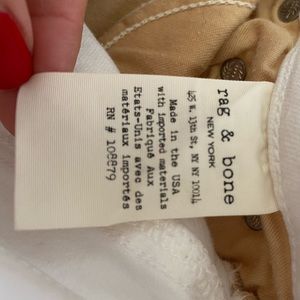 rag & bone
NEW YORK
425 W. 13th St, NY NY 10014
Made in the USA
with imported materials
Fabriqué Aux
Etats-Unis avec des
matériaux importés
RN # 108879